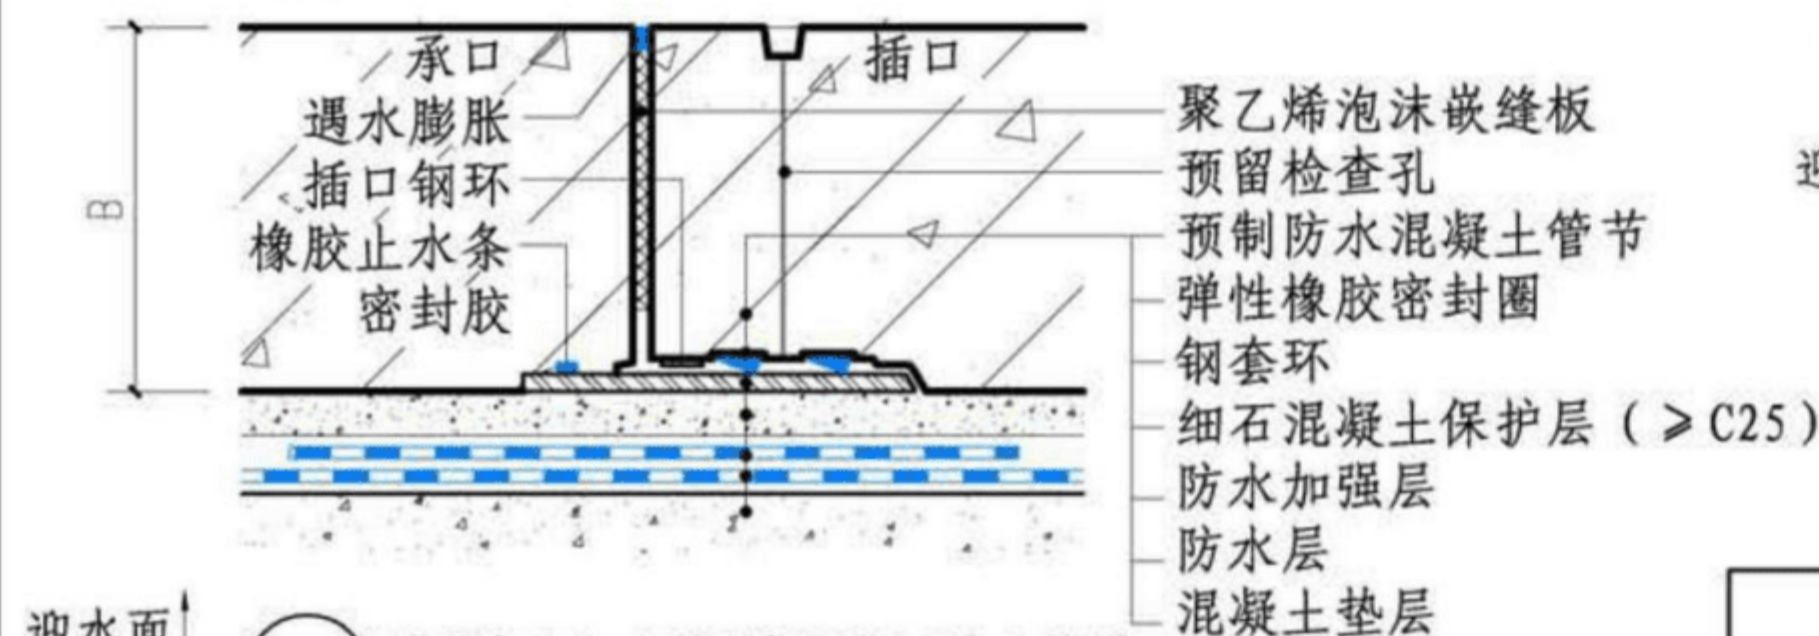 承口
插口
遇水膨胀
插口钢环
橡胶止水条
密封胶
B
聚乙烯泡沫嵌缝板
预留检查孔
预制防水混凝土管节
弹性橡胶密封圈
钢套环
细石混凝土保护层（≥C25）
防水加强层
防水层
混凝土垫层
迎水面